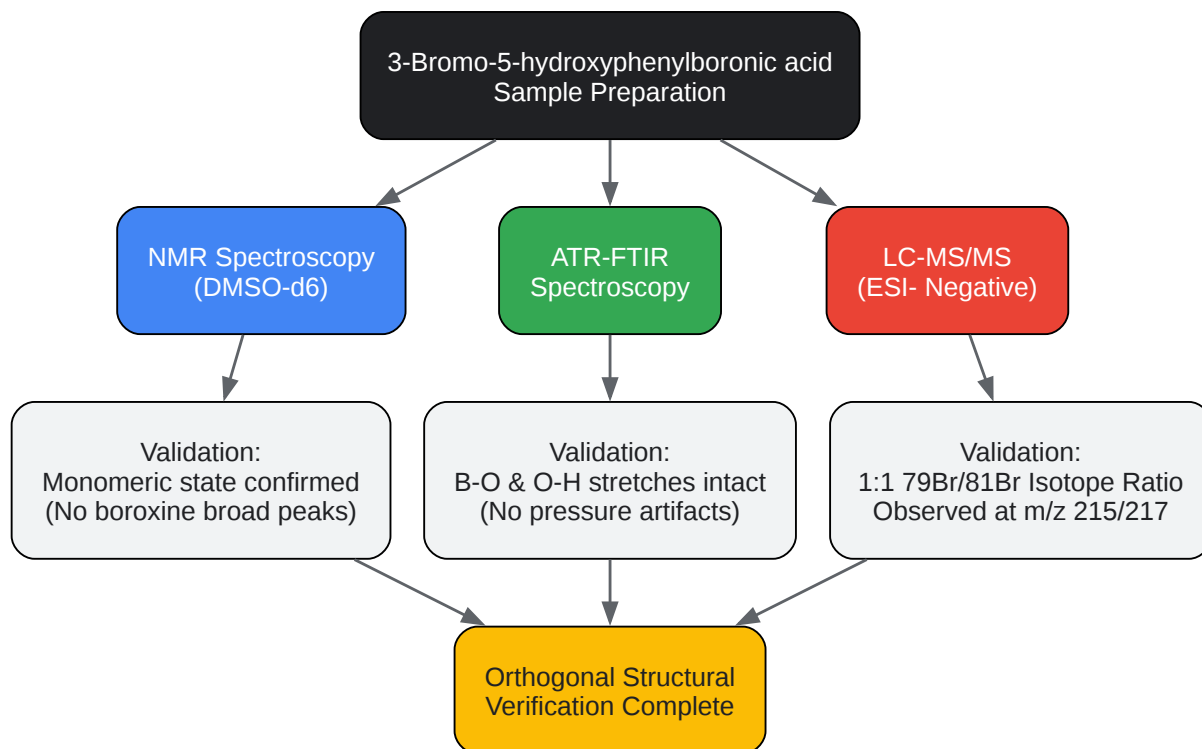 3-Bromo-5-hydroxyphenylboronic acid
Sample Preparation
NMR Spectroscopy
(DMSO-d6)
ATR-FTIR
Spectroscopy
LC-MS/MS
(ESI- Negative)
Validation:
Monomeric state confirmed
(No boroxine broad peaks)
Validation:
B-O & O-H stretches intact
(No pressure artifacts)
Validation:
1:1 79Br/81Br Isotope Ratio
Observed at m/z 215/217
Orthogonal Structural
Verification Complete